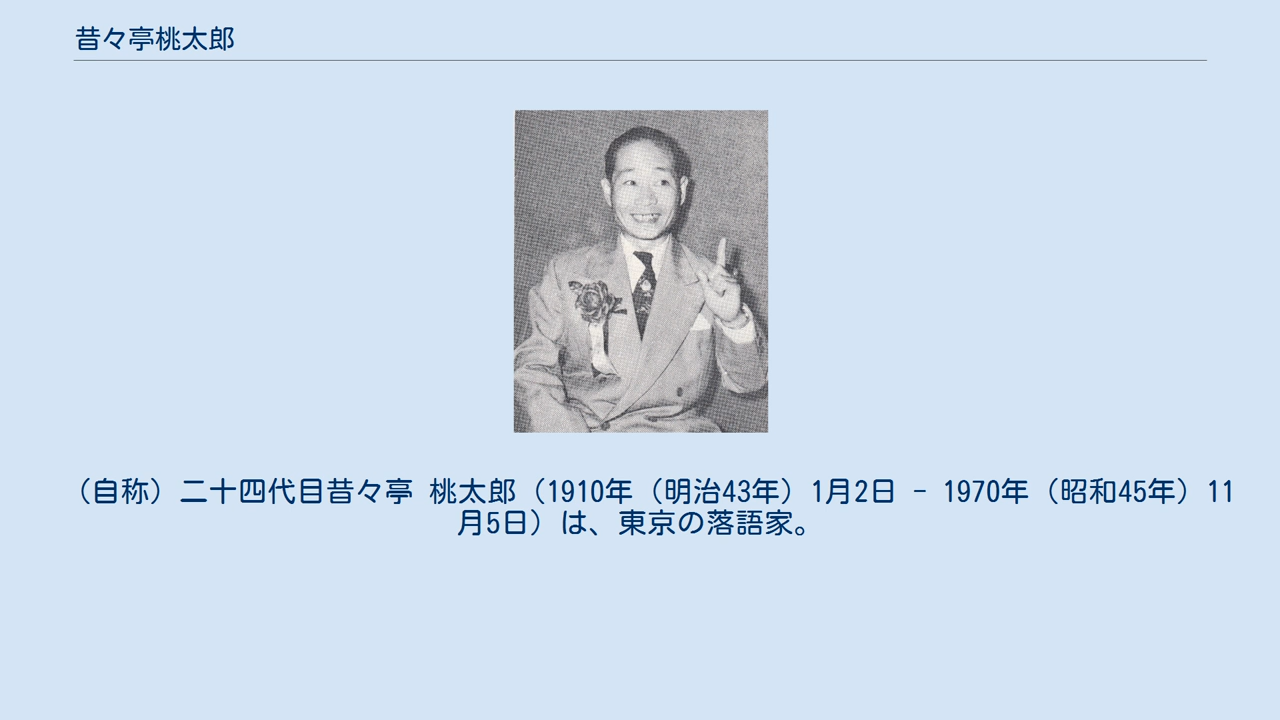 昔々亭桃太郎
（自称）二十四代目昔々亭 桃太郎（1910年（明治43年）1月2日 - 1970年（昭和45年）11
月5日）は、東京の落語家。